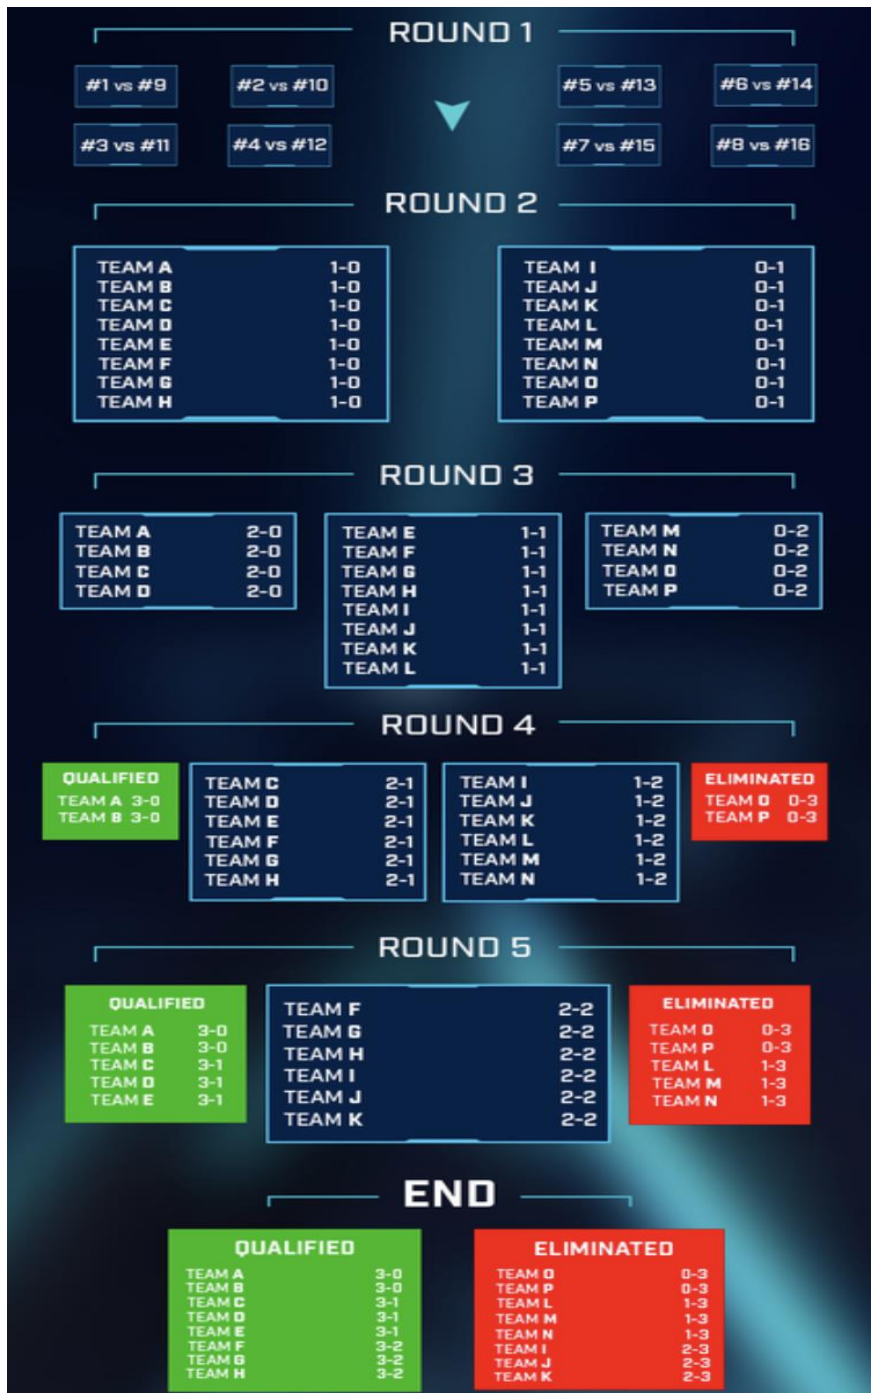 ROUND 1
#1 vs #9
#2 vs #10
#5 vs #13
#6 vs #14
#3 vs #11
#4 vs #12
#7 vs #15
#8 vs #16
ROUND 2
TEAM A 1-0
TEAM B 1-0
TEAM C 1-0
TEAM D 1-0
TEAM E 1-0
TEAM F 1-0
TEAM G 1-0
TEAM H 1-0
TEAM I 0-1
TEAM J 0-1
TEAM K 0-1
TEAM L 0-1
TEAM M 0-1
TEAM N 0-1
TEAM O 0-1
TEAM P 0-1
ROUND 3
TEAM A 2-0
TEAM B 2-0
TEAM C 2-0
TEAM D 2-0
TEAM E 1-1
TEAM F 1-1
TEAM G 1-1
TEAM H 1-1
TEAM I 1-1
TEAM J 1-1
TEAM K 1-1
TEAM L 1-1
TEAM M 0-2
TEAM N 0-2
TEAM O 0-2
TEAM P 0-2
ROUND 4
QUALIFIED
TEAM A 3-0
TEAM B 3-0
TEAM C 2-1
TEAM D 2-1
TEAM E 2-1
TEAM F 2-1
TEAM G 2-1
TEAM H 2-1
TEAM I 1-2
TEAM J 1-2
TEAM K 1-2
TEAM L 1-2
TEAM M 1-2
TEAM N 1-2
ELIMINATED
TEAM O 0-3
TEAM P 0-3
ROUND 5
QUALIFIED
TEAM A 3-0
TEAM B 3-0
TEAM C 3-1
TEAM D 3-1
TEAM E 3-1
TEAM F 2-2
TEAM G 2-2
TEAM H 2-2
TEAM I 2-2
TEAM J 2-2
TEAM K 2-2
ELIMINATED
TEAM O 0-3
TEAM P 0-3
TEAM L 1-3
TEAM M 1-3
TEAM N 1-3
END
QUALIFIED
TEAM A 3-0
TEAM B 3-0
TEAM C 3-1
TEAM D 3-1
TEAM E 3-1
TEAM F 3-2
TEAM G 3-2
TEAM H 3-2
ELIMINATED
TEAM O 0-3
TEAM P 0-3
TEAM L 1-3
TEAM M 1-3
TEAM N 1-3
TEAM I 2-3
TEAM J 2-3
TEAM K 2-3